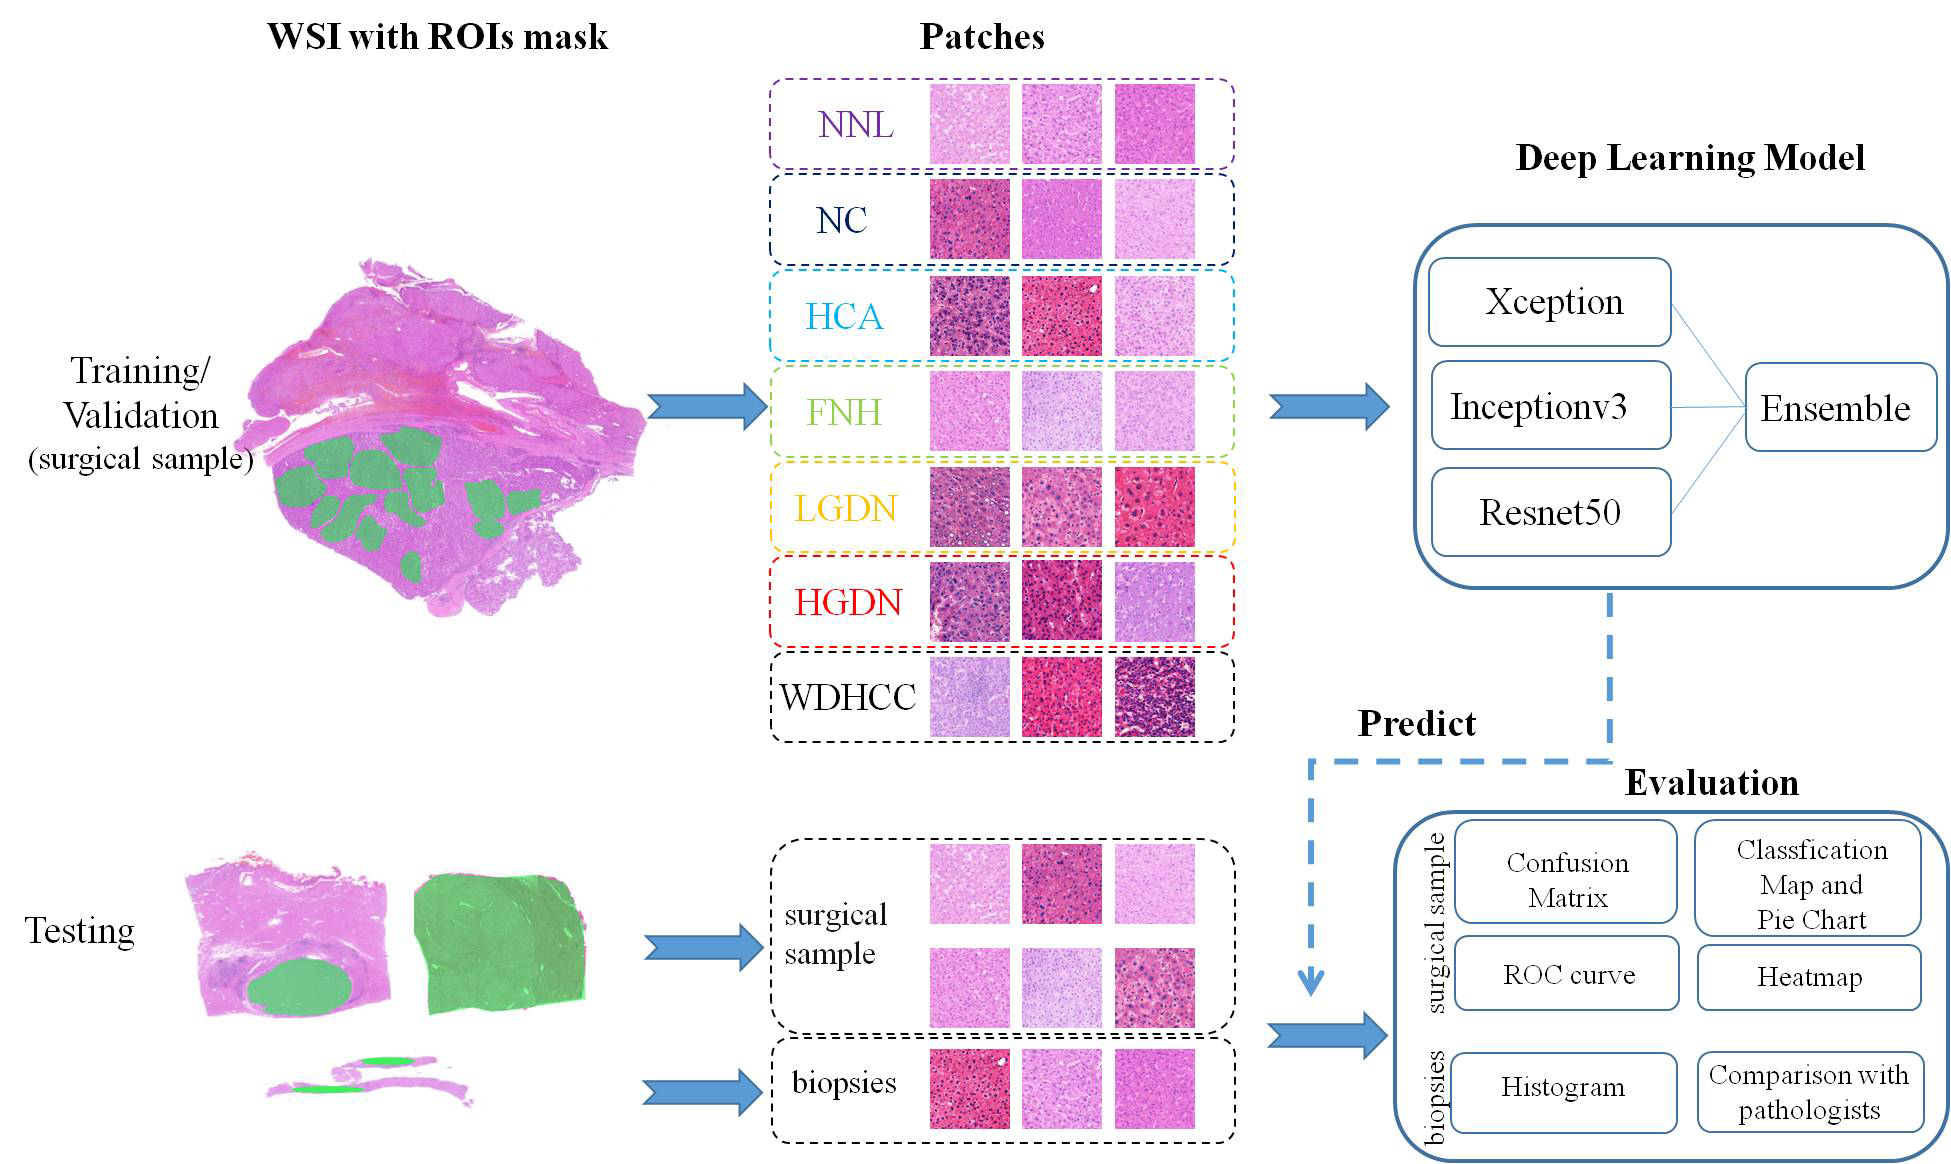 WSI with ROIs mask
Patches
Deep Learning Model
Training/
Validation
(surgical sample)
NNL
NC
HCA
FNH
LGDN
HGDN
WDHCC
Xception
Inceptionv3
Resnet50
Ensemble
Predict
Testing
surgical
sample
biopsies
Evaluation
surgical sample
Confusion
Matrix
Classfication
Map and
Pie Chart
ROC curve
Heatmap
biopsies
Histogram
Comparison with
pathologists